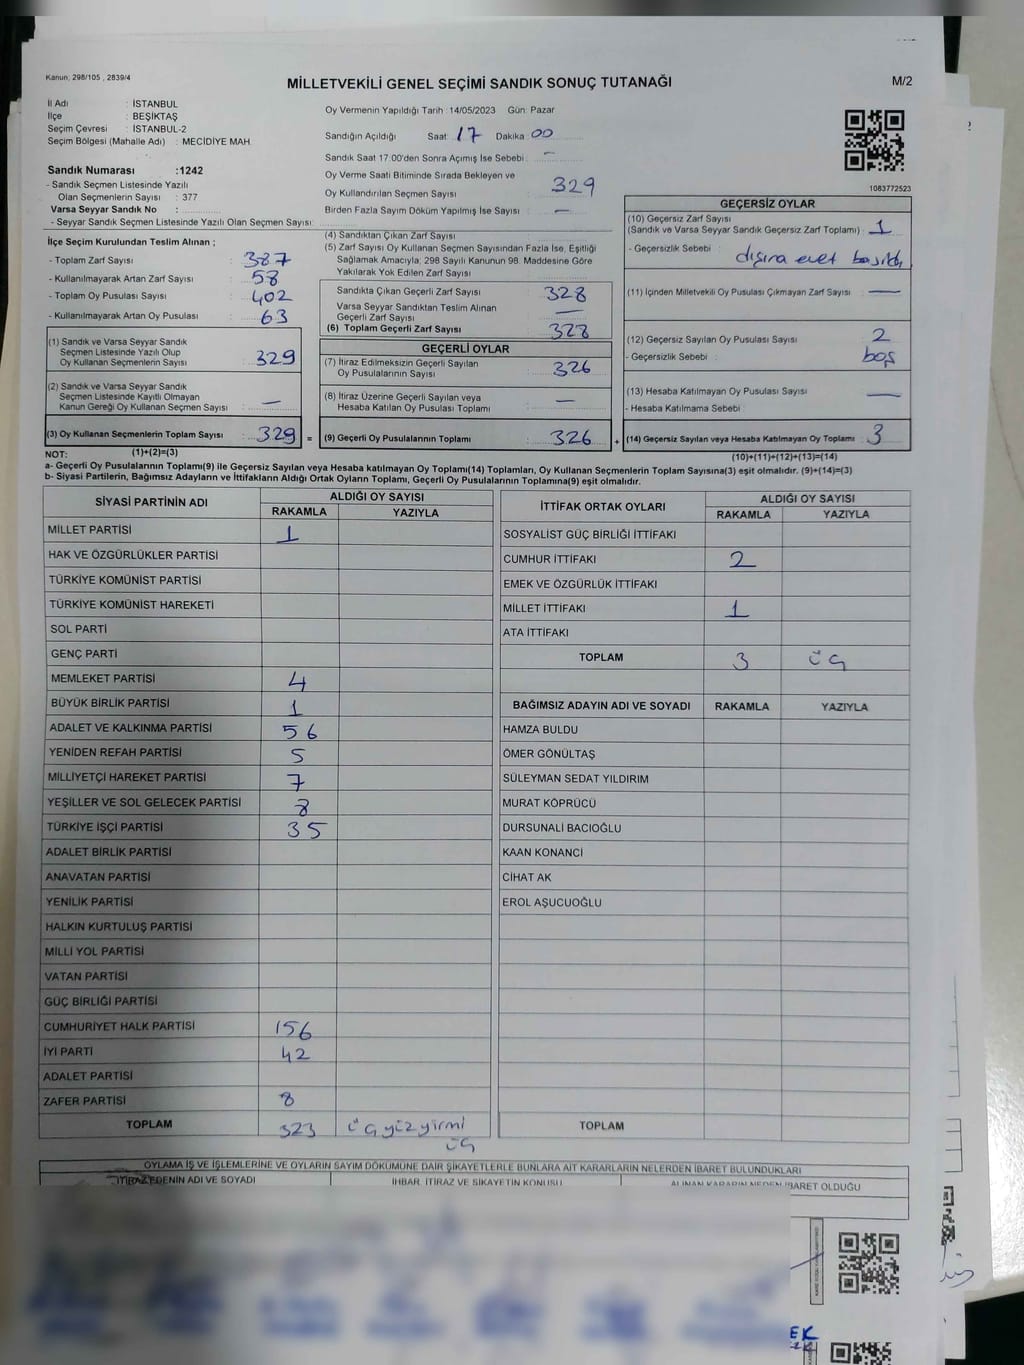 Kanun; 298/105 , 2839/4
MİLLETVEKİLİ GENEL SEÇİMİ SANDIK SONUÇ TUTANAĞI
M/2
İl Adı : İSTANBUL
İlçe : BEŞİKTAŞ
Seçim Çevresi : İSTANBUL-2
Seçim Bölgesi (Mahalle Adı) : MECİDİYE MAH.
Sandık Numarası :1242
- Sandık Seçmen Listesinde Yazılı
Olan Seçmenlerin Sayısı : 377
Varsa Seyyar Sandık No :
- Seyyar Sandık Seçmen Listesinde Yazılı Olan Seçmen Sayısı:
Oy Vermenin Yapıldığı Tarih :14/05/2023 Gün: Pazar
Sandığın Açıldığı Saat: 17 Dakika: 00
Sandık Saat 17:00'den Sonra Açımış İse Sebebi : —
Oy Verme Saati Bitiminde Sırada Bekleyen ve
Oy Kullandırılan Seçmen Sayısı : 329
Birden Fazla Sayım Döküm Yapılmış İse Sayısı : —
1083772523
İlçe Seçim Kurulundan Teslim Alınan ;
- Toplam Zarf Sayısı : 387
- Kullanılmayarak Artan Zarf Sayısı : 58
- Toplam Oy Pusulası Sayısı : 402
- Kullanılmayarak Artan Oy Pusulası : 63
(1) Sandık ve Varsa Seyyar Sandık
Seçmen Listesinde Yazılı Olup
Oy Kullanan Seçmenlerin Sayısı : 329
(2) Sandık ve Varsa Seyyar Sandık
Seçmen Listesinde Kayıtlı Olmayan
Kanun Gereği Oy Kullanan Seçmen Sayısı : —
(3) Oy Kullanan Seçmenlerin Toplam Sayısı : 329 =
(1)+(2)=(3)
(4) Sandıktan Çıkan Zarf Sayısı
(5) Zarf Sayısı Oy Kullanan Seçmen Sayısından Fazla İse, Eşitliği
Sağlamak Amacıyla; 298 Sayılı Kanunun 98. Maddesine Göre
Yakılarak Yok Edilen Zarf Sayısı :
Sandıkta Çıkan Geçerli Zarf Sayısı : 328
Varsa Seyyar Sandıktan Teslim Alınan
Geçerli Zarf Sayısı : —
(6) Toplam Geçerli Zarf Sayısı : 328
GEÇERLİ OYLAR
(7) İtiraz Edilmeksizin Geçerli Sayılan
Oy Pusulalarının Sayısı : 326
(8) İtiraz Üzerine Geçerli Sayılan veya
Hesaba Katılan Oy Pusulası Toplamı : —
(9) Geçerli Oy Pusulalarının Toplamı : 326 +
GEÇERSİZ OYLAR
(10) Geçersiz Zarf Sayısı
(Sandık ve Varsa Seyyar Sandık Geçersiz Zarf Toplamı) : 1
- Geçersizlik Sebebi : dışına evet basıldı
(11) İçinden Milletvekili Oy Pusulası Çıkmayan Zarf Sayısı : —
(12) Geçersiz Sayılan Oy Pusulası Sayısı : 2
- Geçersizlik Sebebi : boş
(13) Hesaba Katılmayan Oy Pusulası Sayısı : —
- Hesaba Katılmama Sebebi :
(14) Geçersiz Sayılan veya Hesaba Katılmayan Oy Toplamı : 3
(10)+(11)+(12)+(13)=(14)
NOT:
a- Geçerli Oy Pusulalarının Toplamı(9) ile Geçersiz Sayılan veya Hesaba katılmayan Oy Toplamı(14) Toplamları, Oy Kullanan Seçmenlerin Toplam Sayısına(3) eşit olmalıdır. (9)+(14)=(3)
b- Siyasi Partilerin, Bağımsız Adayların ve İttifakların Aldığı Ortak Oyların Toplamı, Geçerli Oy Pusulalarının Toplamına(9) eşit olmalıdır.
SİYASİ PARTİNİN ADI
ALDIĞI OY SAYISI
RAKAMLA YAZIYLA
MİLLET PARTİSİ 1
HAK VE ÖZGÜRLÜKLER PARTİSİ
TÜRKİYE KOMÜNİST PARTİSİ
TÜRKİYE KOMÜNİST HAREKETİ
SOL PARTİ
GENÇ PARTİ
MEMLEKET PARTİSİ 4
BÜYÜK BİRLİK PARTİSİ 1
ADALET VE KALKINMA PARTİSİ 56
YENİDEN REFAH PARTİSİ 5
MİLLİYETÇİ HAREKET PARTİSİ 7
YEŞİLLER VE SOL GELECEK PARTİSİ 8
TÜRKİYE İŞÇİ PARTİSİ 35
ADALET BİRLİK PARTİSİ
ANAVATAN PARTİSİ
YENİLİK PARTİSİ
HALKIN KURTULUŞ PARTİSİ
MİLLİ YOL PARTİSİ
VATAN PARTİSİ
GÜÇ BİRLİĞİ PARTİSİ
CUMHURİYET HALK PARTİSİ 156
İYİ PARTİ 42
ADALET PARTİSİ
ZAFER PARTİSİ 8
TOPLAM 323 üçyüzyirmi
üç
İTTİFAK ORTAK OYLARI
ALDIĞI OY SAYISI
RAKAMLA YAZIYLA
SOSYALİST GÜÇ BİRLİĞİ İTTİFAKI
CUMHUR İTTİFAKI 2
EMEK VE ÖZGÜRLÜK İTTİFAKI
MİLLET İTTİFAKI 1
ATA İTTİFAKI
TOPLAM 3 üç
BAĞIMSIZ ADAYIN ADI VE SOYADI RAKAMLA YAZIYLA
HAMZA BULDU
ÖMER GÖNÜLTAŞ
SÜLEYMAN SEDAT YILDIRIM
MURAT KÖPRÜCÜ
DURSUNALİ BACIOĞLU
KAAN KONANCİ
CİHAT AK
EROL AŞUCUOĞLU
TOPLAM
OYLAMA İŞ VE İŞLEMLERİNE VE OYLARIN SAYIM DÖKÜMÜNE DAİR ŞİKAYETLERLE BUNLARA AİT KARARLARIN NELERDEN İBARET BULUNDUKLARI
İTİRAZ EDENİN ADI VE SOYADI
İHBAR, İTİRAZ VE ŞİKAYETİN KONUSU
ALINAN KARARIN NEDEN İBARET OLDUĞU